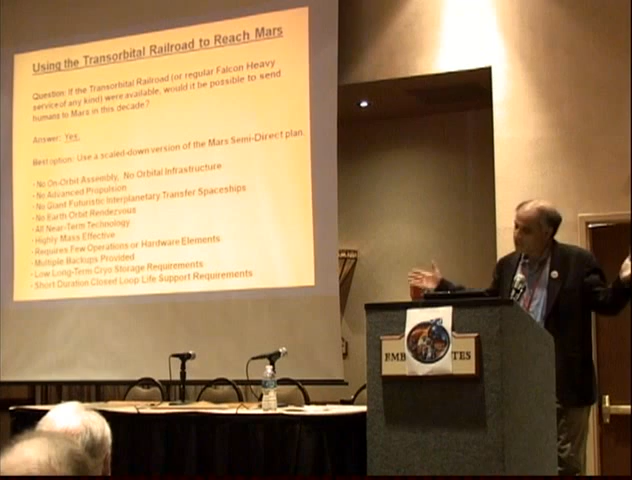 Using the Transorbital Railroad to Reach Mars
Question: If the Transorbital Railroad (or regular Falcon Heavy
service of any kind) were available, would it be possible to send
humans to Mars in this decade?
Answer: Yes.
Best option: Use a scaled-down version of the Mars Semi-Direct plan.
- No On-Orbit Assembly, No Orbital Infrastructure
- No Advanced Propulsion
- No Giant Futuristic Interplanetary Transfer Spaceships
- No Earth Orbit Rendezvous
- All Near-Term Technology
- Highly Mass Effective
- Requires Few Operations or Hardware Elements
- Multiple Backups Provided
- Low Long-Term Cryo Storage Requirements
- Short Duration Closed Loop Life Support Requirements
EMB TES